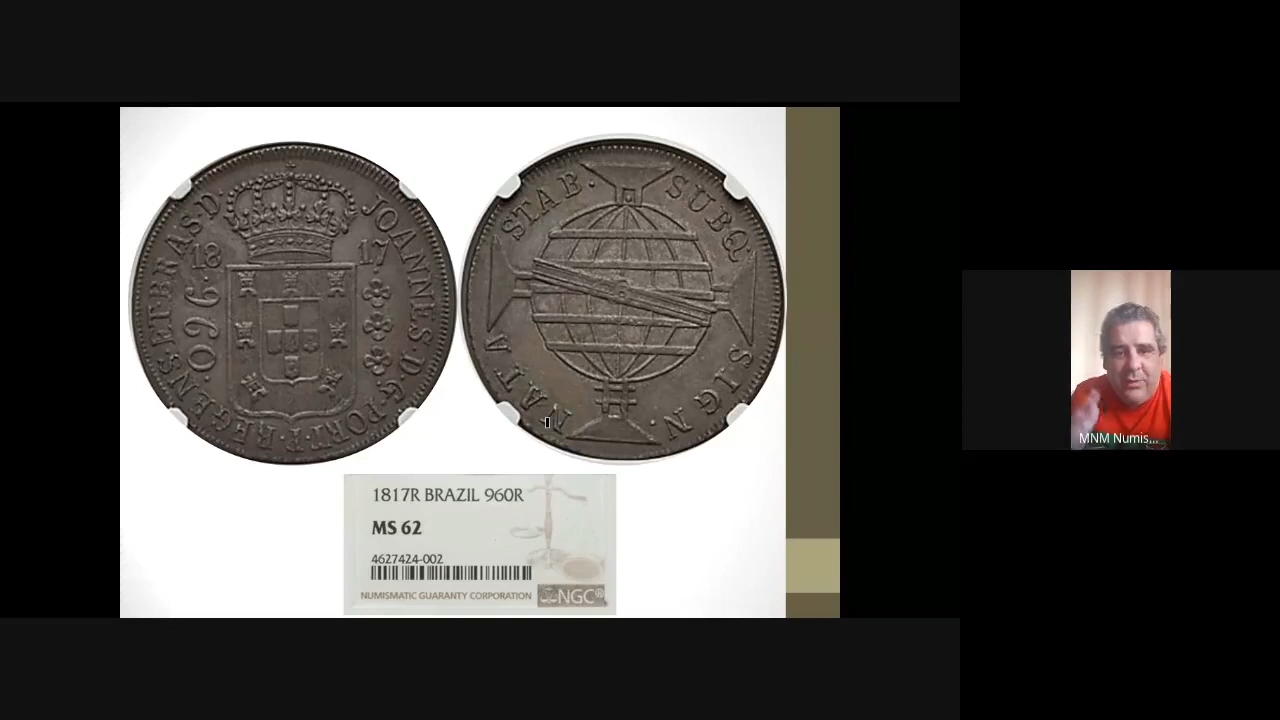 JOANNES·D·G·PORT·P·REGENS·ET·BRAS·D·
18 17
960·
STAB·
SUBQ·
SIGN·
NATA
1817R BRAZIL 960R
MS 62
4627424-002
NUMISMATIC GUARANTY CORPORATION NGC®
MNM Numis...